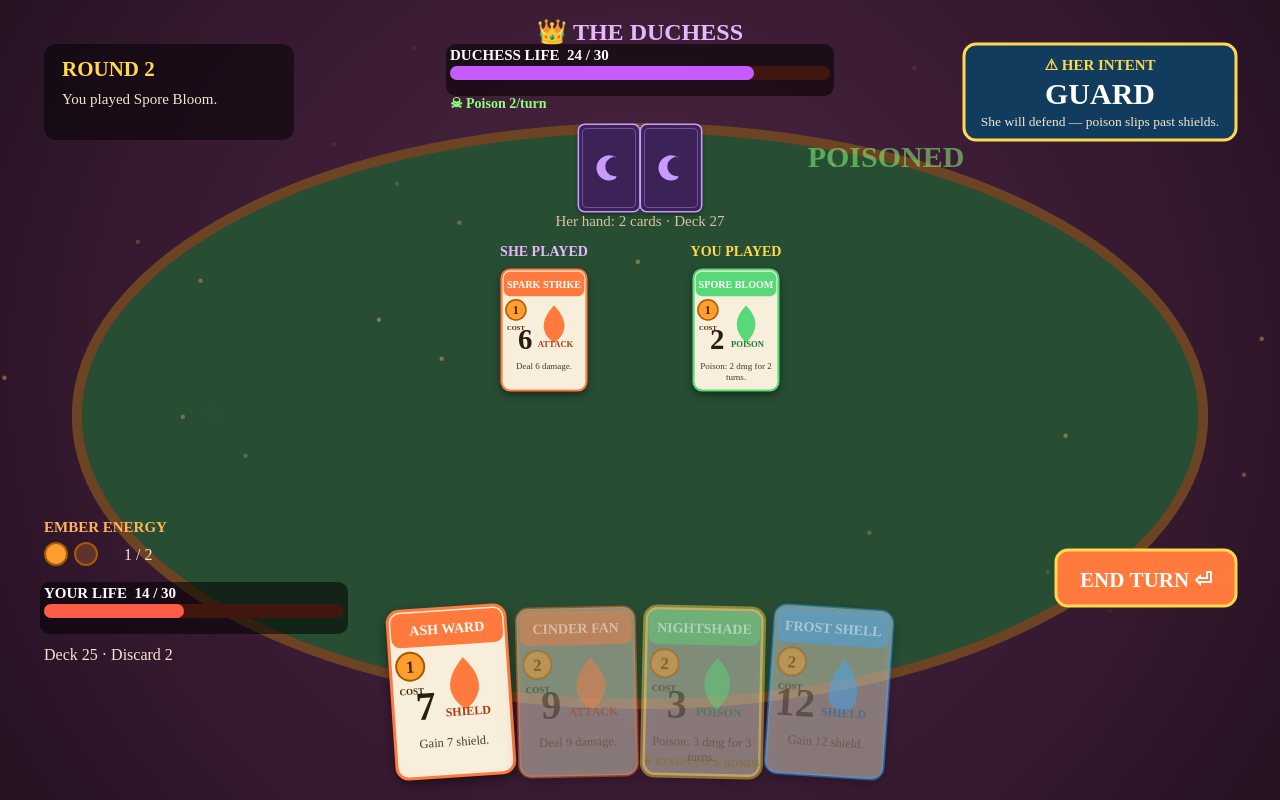 👑 THE DUCHESS
ROUND 2
You played Spore Bloom.
DUCHESS LIFE 24 / 30
☠ Poison 2/turn
⚠ HER INTENT
GUARD
She will defend — poison slips past shields.
POISONED
Her hand: 2 cards · Deck 27
SHE PLAYED
YOU PLAYED
SPARK STRIKE
1
COST
6 ATTACK
Deal 6 damage.
SPORE BLOOM
1
COST
2 POISON
Poison: 2 dmg for 2
turns.
-6
EMBER ENERGY
1 / 2
YOUR LIFE 14 / 30
Deck 25 · Discard 2
END TURN ⏎
ASH WARD
1
COST
7 SHIELD
Gain 7 shield.
CINDER FAN
2
COST
9 ATTACK
Deal 9 damage.
NIGHTSHADE
2
COST
3 POISON
Poison: 3 dmg for 3
turns.
★ RESONANCE BONUS
FROST SHELL
2
COST
12 SHIELD
Gain 12 shield.